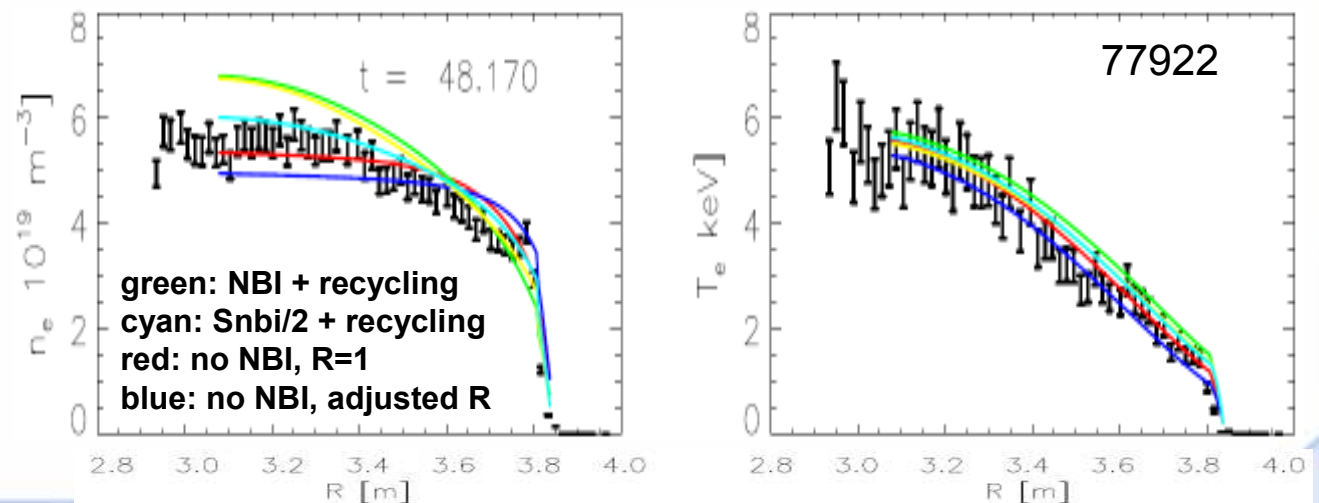 8
6
4
2
0
n_e 10^19 m^-3
t = 48.170
green: NBI + recycling
cyan: Snbi/2 + recycling
red: no NBI, R=1
blue: no NBI, adjusted R
2.8 3.0 3.2 3.4 3.6 3.8 4.0
R [m]
8
6
4
2
0
T_e keV]
77922
2.8 3.0 3.2 3.4 3.6 3.8 4.0
R [m]